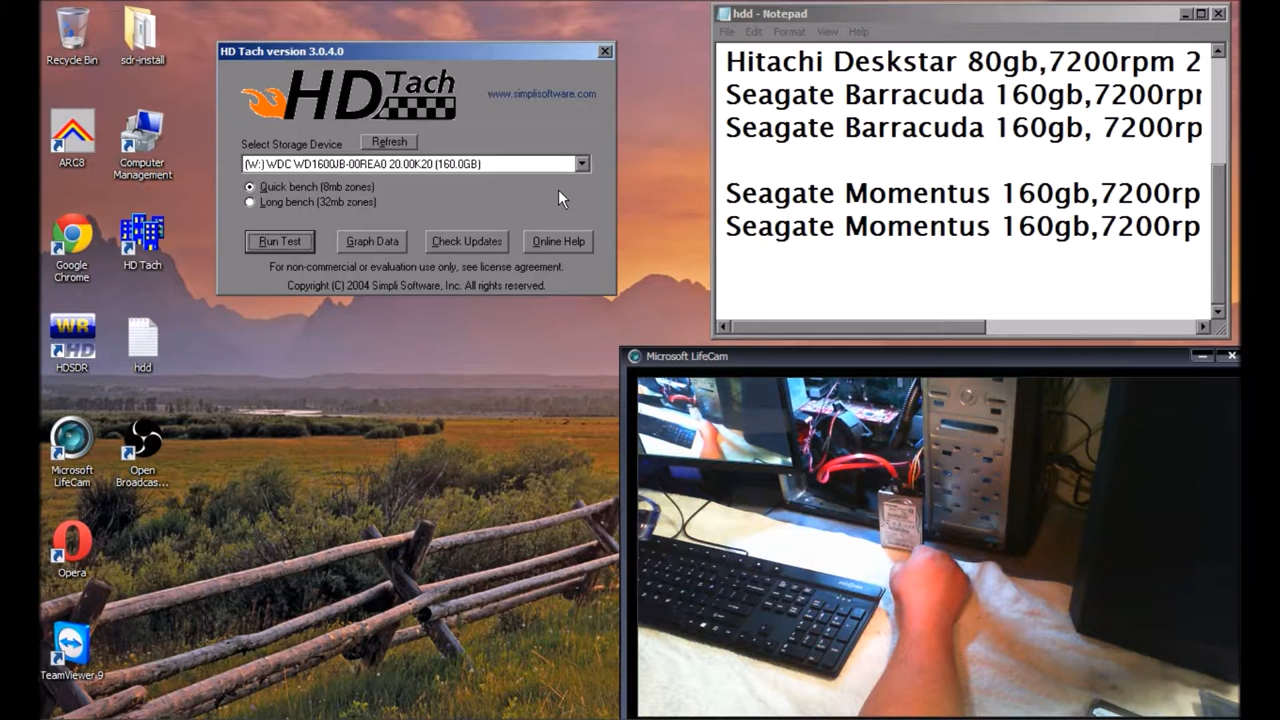 Recycle Bin
sdr-install
ARC8
Computer
Management
Google
Chrome
HD Tach
WR
HD
HDSDR
hdd
Microsoft
LifeCam
Open
Broadcas...
Opera
TeamViewer 9
HD Tach version 3.0.4.0
HD Tach
www.simplisoftware.com
Select Storage Device
Refresh
(W:) WDC WD1600JB-00REA0 20.00K20 (160.0GB)
Quick bench (8mb zones)
Long bench (32mb zones)
Run Test
Graph Data
Check Updates
Online Help
For non-commercial or evaluation use only, see license agreement.
Copyright (C) 2004 Simpli Software, Inc. All rights reserved.
hdd - Notepad
File Edit Format View Help
Hitachi Deskstar 80gb,7200rpm 2
Seagate Barracuda 160gb,7200rpr
Seagate Barracuda 160gb, 7200rp
Seagate Momentus 160gb,7200rp
Seagate Momentus 160gb,7200rp
Microsoft LifeCam